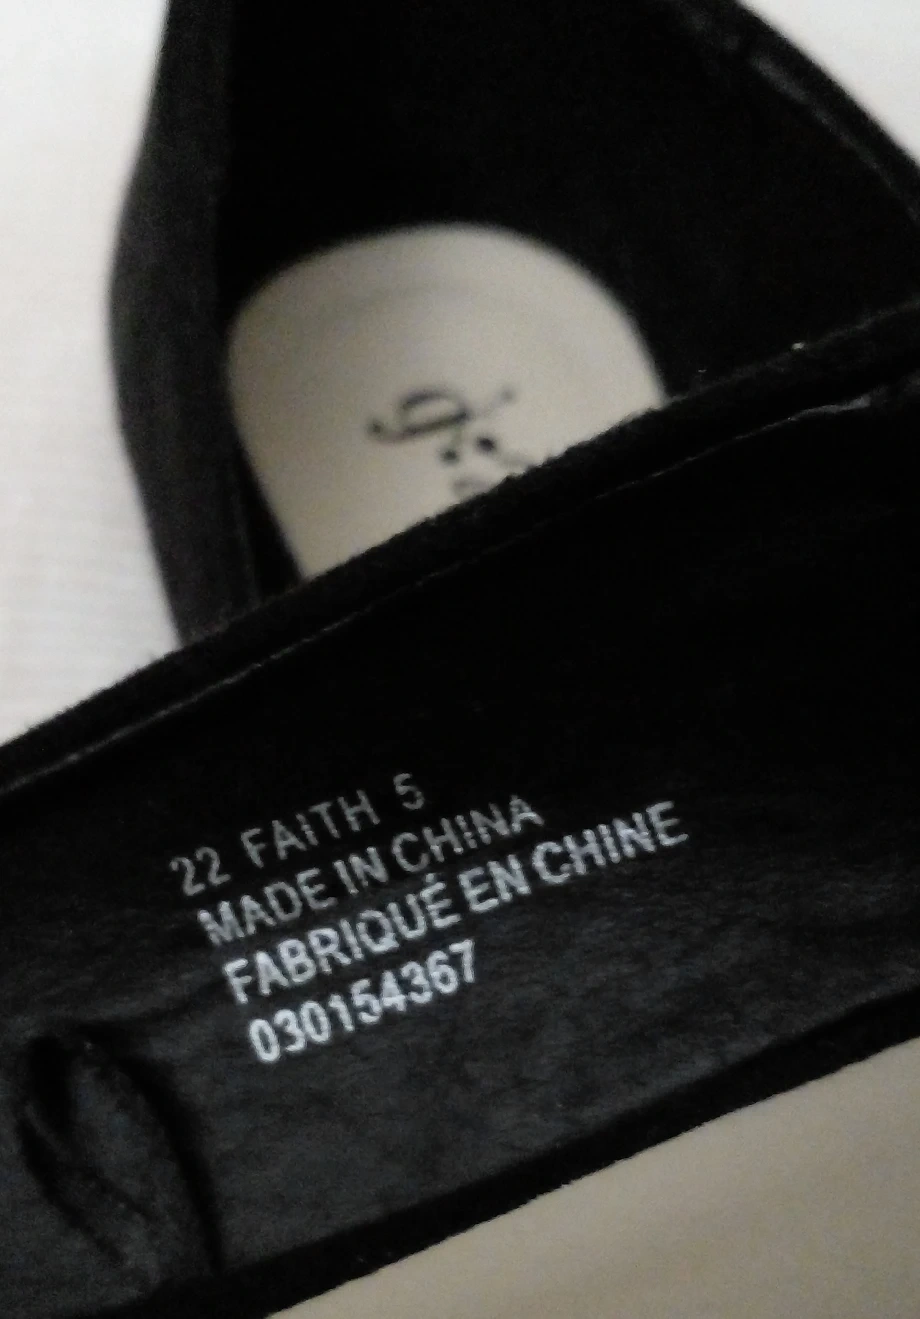 22 FAITH 5
MADE IN CHINA
FABRIQUÉ EN CHINE
030154367